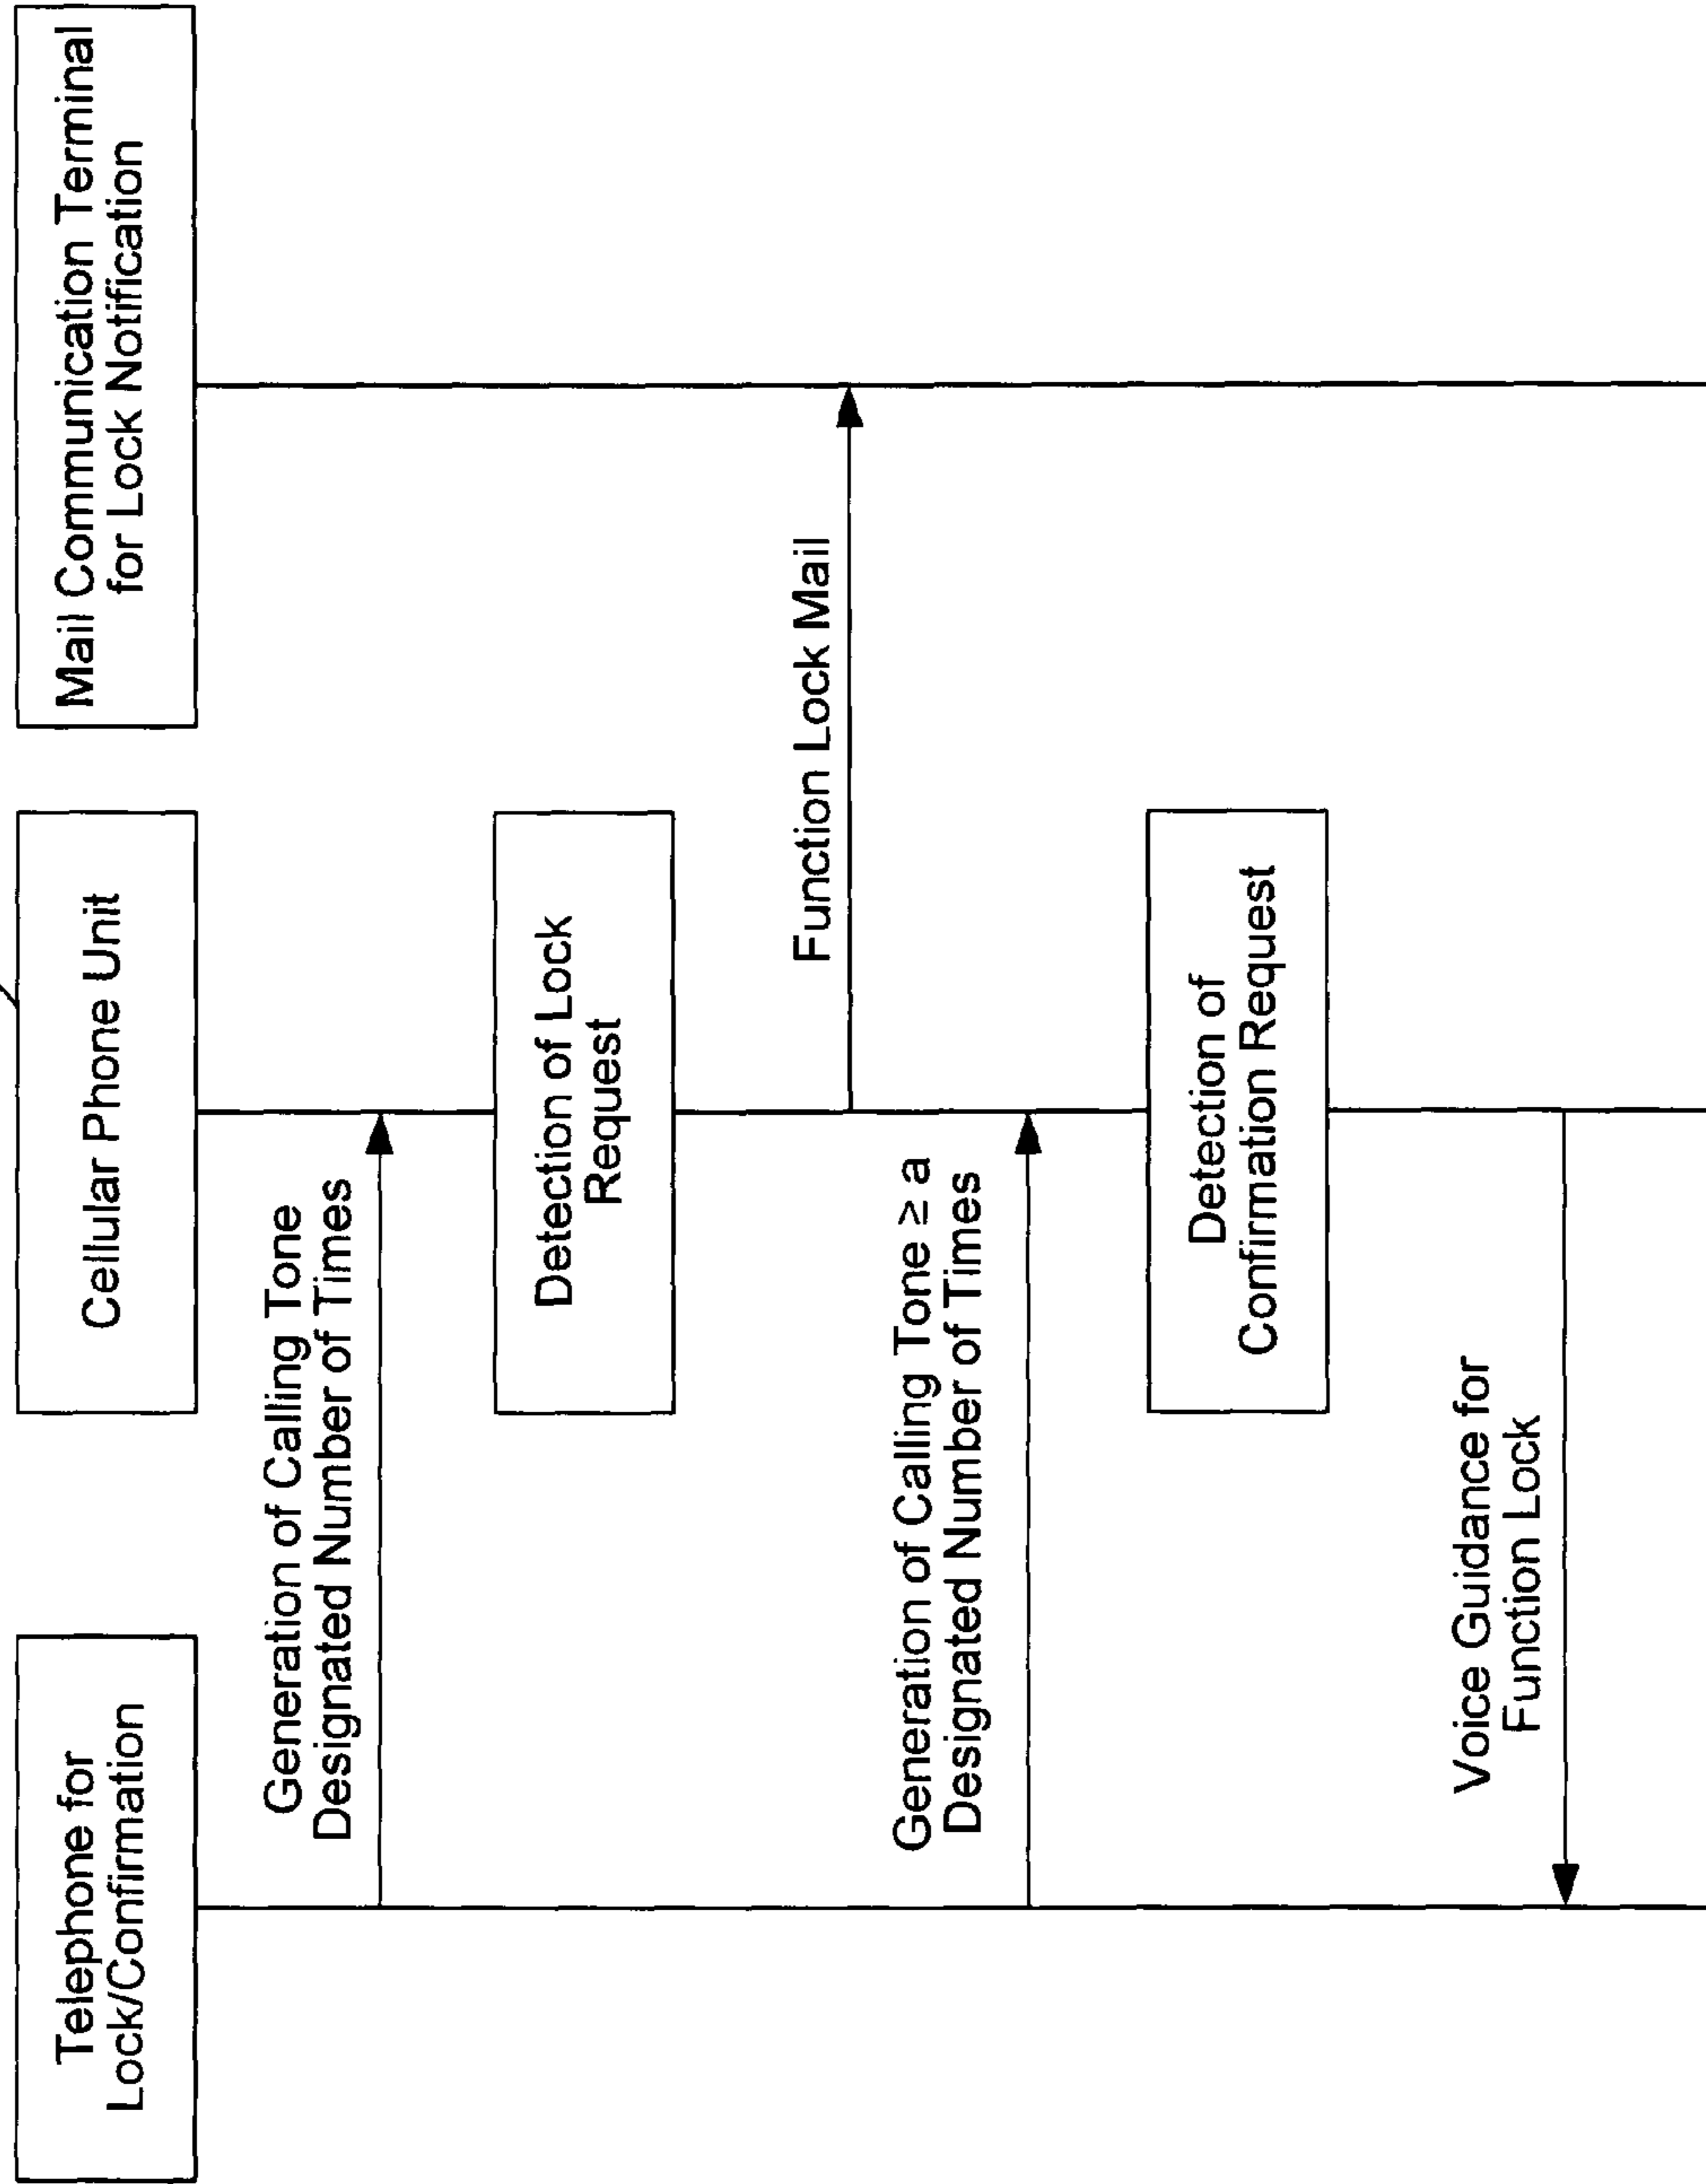 Telephone for
Lock/Confirmation
Cellular Phone Unit
Mail Communication Terminal
for Lock Notification
Generation of Calling Tone
Designated Number of Times
Detection of Lock
Request
Function Lock Mail
Generation of Calling Tone ≥ a
Designated Number of Times
Detection of
Confirmation Request
Voice Guidance for
Function Lock